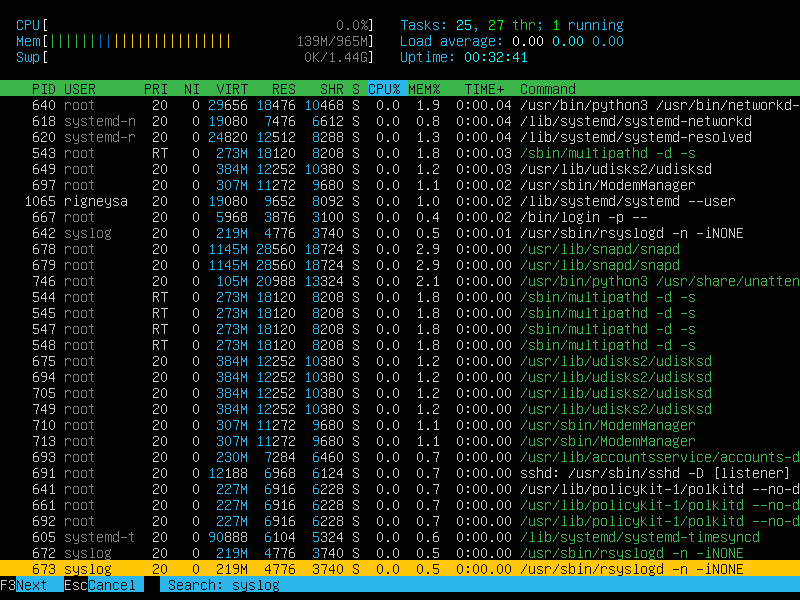 CPU[ 0.0%] Tasks: 25, 27 thr; 1 running
Mem[||||||||||||||||||||||| 139M/965M] Load average: 0.00 0.00 0.00
Swp[ 0K/1.44G] Uptime: 00:32:41
PID USER PRI NI VIRT RES SHR S CPU% MEM% TIME+ Command
640 root 20 0 29656 18476 10468 S 0.0 1.9 0:00.04 /usr/bin/python3 /usr/bin/networkd-
618 systemd-n 20 0 19080 7476 6612 S 0.0 0.8 0:00.04 /lib/systemd/systemd-networkd
620 systemd-r 20 0 24820 12512 8288 S 0.0 1.3 0:00.04 /lib/systemd/systemd-resolved
543 root RT 0 273M 18120 8208 S 0.0 1.8 0:00.03 /sbin/multipathd -d -s
649 root 20 0 384M 12252 10380 S 0.0 1.2 0:00.03 /usr/lib/udisks2/udisksd
697 root 20 0 307M 11272 9680 S 0.0 1.1 0:00.02 /usr/sbin/ModemManager
1065 rigneysa 20 0 19080 9652 8092 S 0.0 1.0 0:00.02 /lib/systemd/systemd --user
667 root 20 0 5968 3876 3100 S 0.0 0.4 0:00.02 /bin/login -p --
642 syslog 20 0 219M 4776 3740 S 0.0 0.5 0:00.01 /usr/sbin/rsyslogd -n -iNONE
678 root 20 0 1145M 28560 18724 S 0.0 2.9 0:00.00 /usr/lib/snapd/snapd
679 root 20 0 1145M 28560 18724 S 0.0 2.9 0:00.00 /usr/lib/snapd/snapd
746 root 20 0 105M 20988 13324 S 0.0 2.1 0:00.00 /usr/bin/python3 /usr/share/unatten
544 root RT 0 273M 18120 8208 S 0.0 1.8 0:00.00 /sbin/multipathd -d -s
545 root RT 0 273M 18120 8208 S 0.0 1.8 0:00.00 /sbin/multipathd -d -s
547 root RT 0 273M 18120 8208 S 0.0 1.8 0:00.00 /sbin/multipathd -d -s
548 root RT 0 273M 18120 8208 S 0.0 1.8 0:00.00 /sbin/multipathd -d -s
675 root 20 0 384M 12252 10380 S 0.0 1.2 0:00.00 /usr/lib/udisks2/udisksd
694 root 20 0 384M 12252 10380 S 0.0 1.2 0:00.00 /usr/lib/udisks2/udisksd
705 root 20 0 384M 12252 10380 S 0.0 1.2 0:00.00 /usr/lib/udisks2/udisksd
749 root 20 0 384M 12252 10380 S 0.0 1.2 0:00.00 /usr/lib/udisks2/udisksd
710 root 20 0 307M 11272 9680 S 0.0 1.1 0:00.00 /usr/sbin/ModemManager
713 root 20 0 307M 11272 9680 S 0.0 1.1 0:00.00 /usr/sbin/ModemManager
693 root 20 0 230M 7284 6460 S 0.0 0.7 0:00.00 /usr/lib/accountsservice/accounts-d
691 root 20 0 12188 6968 6124 S 0.0 0.7 0:00.00 sshd: /usr/sbin/sshd -D [listener]
641 root 20 0 227M 6916 6228 S 0.0 0.7 0:00.00 /usr/lib/policykit-1/polkitd --no-d
661 root 20 0 227M 6916 6228 S 0.0 0.7 0:00.00 /usr/lib/policykit-1/polkitd --no-d
692 root 20 0 227M 6916 6228 S 0.0 0.7 0:00.00 /usr/lib/policykit-1/polkitd --no-d
605 systemd-t 20 0 90888 6104 5324 S 0.0 0.6 0:00.00 /lib/systemd/systemd-timesyncd
672 syslog 20 0 219M 4776 3740 S 0.0 0.5 0:00.00 /usr/sbin/rsyslogd -n -iNONE
673 syslog 20 0 219M 4776 3740 S 0.0 0.5 0:00.00 /usr/sbin/rsyslogd -n -iNONE
F3Next EscCancel Search: syslog